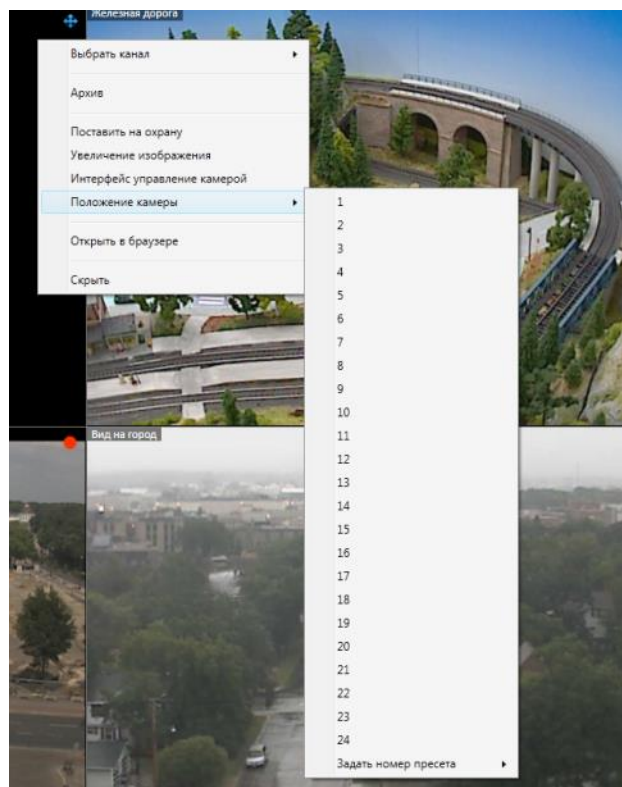 Железная дорога
Выбрать канал
Архив
Поставить на охрану
Увеличение изображения
Интерфейс управление камерой
Положение камеры
Открыть в браузере
Скрыть
1
2
3
4
5
6
7
8
9
10
11
12
13
14
15
16
17
18
19
20
21
22
23
24
Задать номер пресета
Вид на город